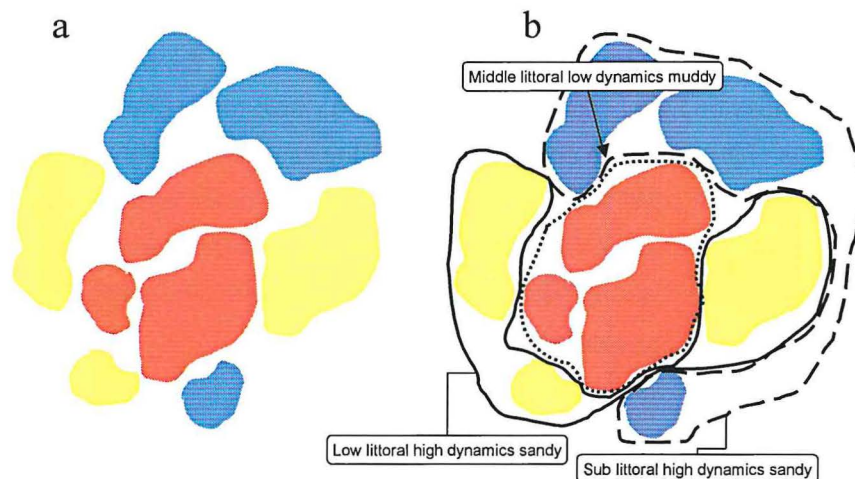 a
b
Middle littoral low dynamics muddy
Low littoral high dynamics sandy
Sub littoral high dynamics sandy